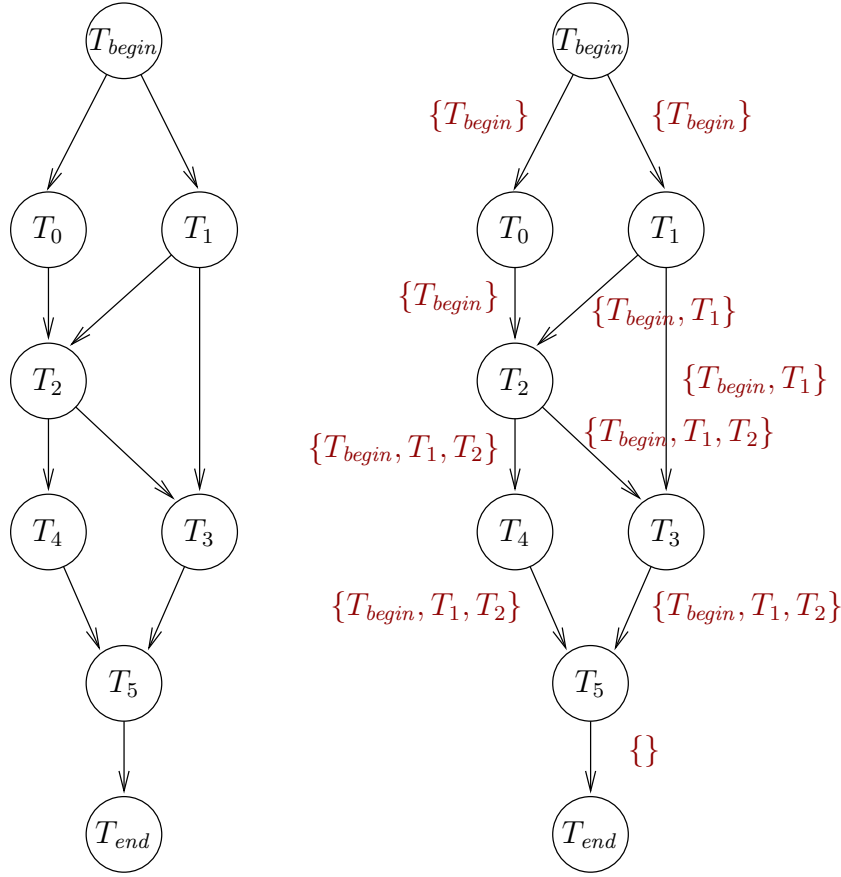 T_begin T_begin
{T_begin} {T_begin}
T_0 T_1 T_0 T_1
{T_begin} {T_begin, T_1}
T_2 T_2 {T_begin, T_1}
{T_begin, T_1, T_2} {T_begin, T_1, T_2}
T_4 T_3 T_4 T_3
{T_begin, T_1, T_2} {T_begin, T_1, T_2}
T_5 T_5
{}
T_end T_end